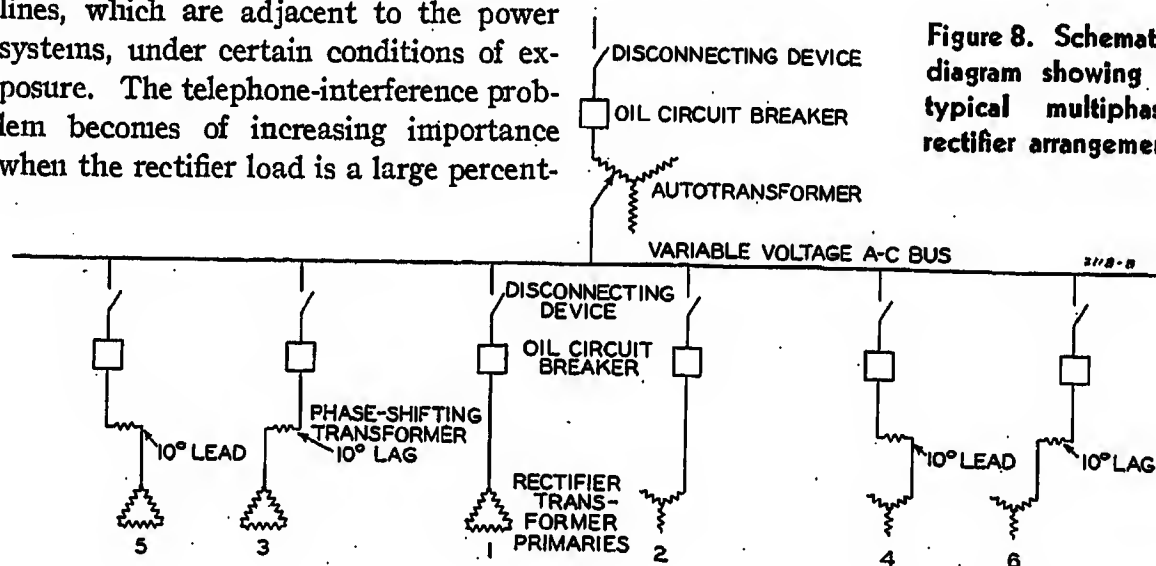 lines, which are adjacent to the power
systems, under certain conditions of ex-
posure. The telephone-interference prob-
lem becomes of increasing importance
when the rectifier load is a large percent-
Figure 8. Schemat
diagram showing
typical multiphas
rectifier arrangemen
DISCONNECTING DEVICE
OIL CIRCUIT BREAKER
AUTOTRANSFORMER
VARIABLE VOLTAGE A-C BUS
DISCONNECTING
DEVICE
OIL CIRCUIT
BREAKER
PHASE-SHIFTING
TRANSFORMER
10° LAG
10° LEAD
10° LEAD
10° LAG
RECTIFIER
TRANS-
FORMER
PRIMARIES
5
3
1
2
4
6